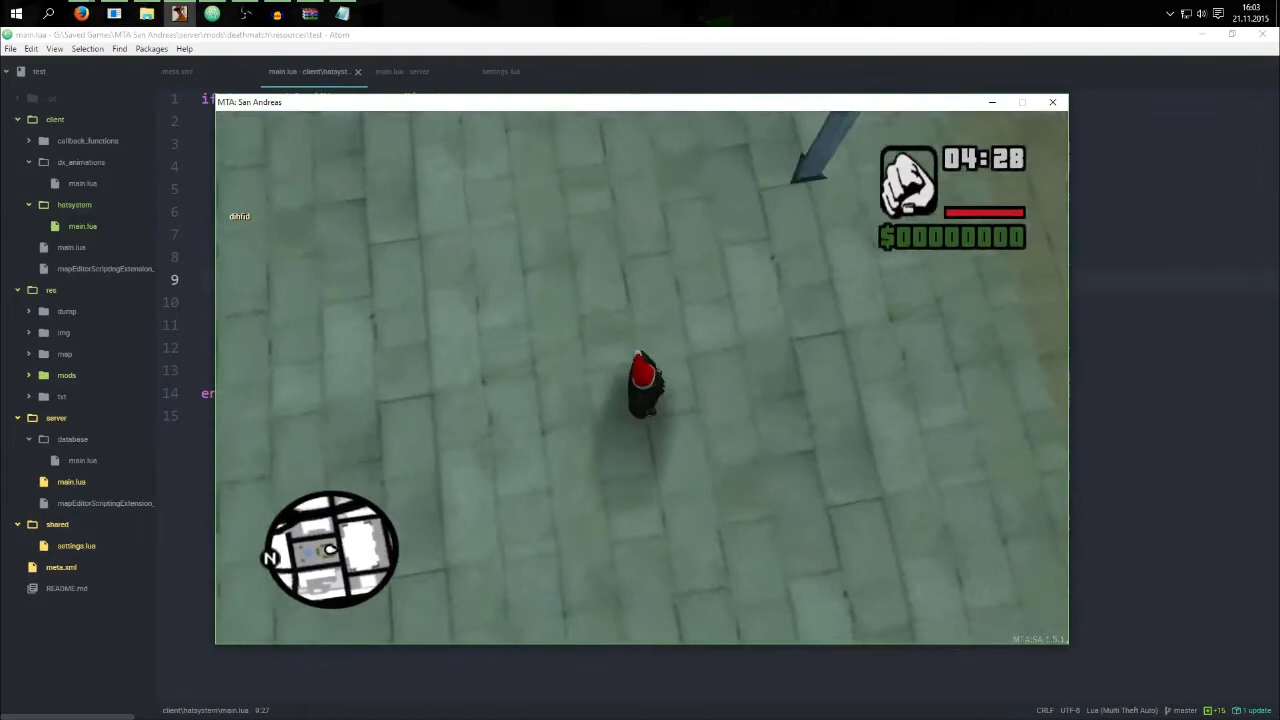 16:03
21.11.2015
main.lua - G:\Saved Games\MTA San Andreas\server\mods\deathmatch\resources\test - Atom
File Edit View Selection Find Packages Help
test
meta.xml
main.lua - client\hatsyst...
main.lua - server
settings.lua
.git
client
callback_functions
dx_animations
main.lua
hatsystem
main.lua
main.lua
mapEditorScriptingExtension_
res
dump
img
map
mods
txt
server
database
main.lua
main.lua
mapEditorScriptingExtension_
shared
settings.lua
meta.xml
README.md
1 if
2
3
4
5
6
7
8
9
10
11
12
13
14 en
15
MTA: San Andreas
04:28
$00000000
N
MTA:SA 1.5.1
client\hatsystem\main.lua 9:27
CRLF UTF-8 Lua (Multi Theft Auto) master +15 1 update